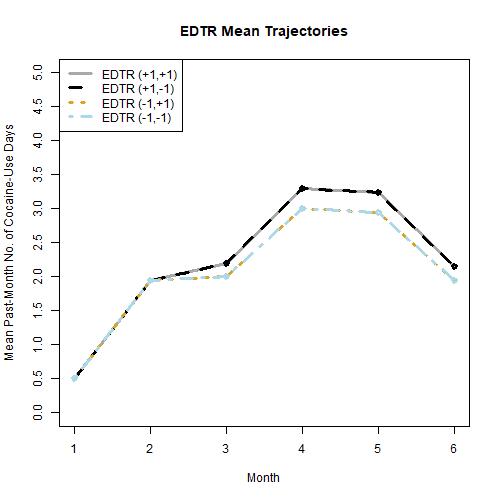 EDTR Mean Trajectories
EDTR (+1,+1)
EDTR (+1,-1)
EDTR (-1,+1)
EDTR (-1,-1)
Mean Past-Month No. of Cocaine-Use Days
5.0
4.5
4.0
3.5
3.0
2.5
2.0
1.5
1.0
0.5
0.0
1 2 3 4 5 6
Month